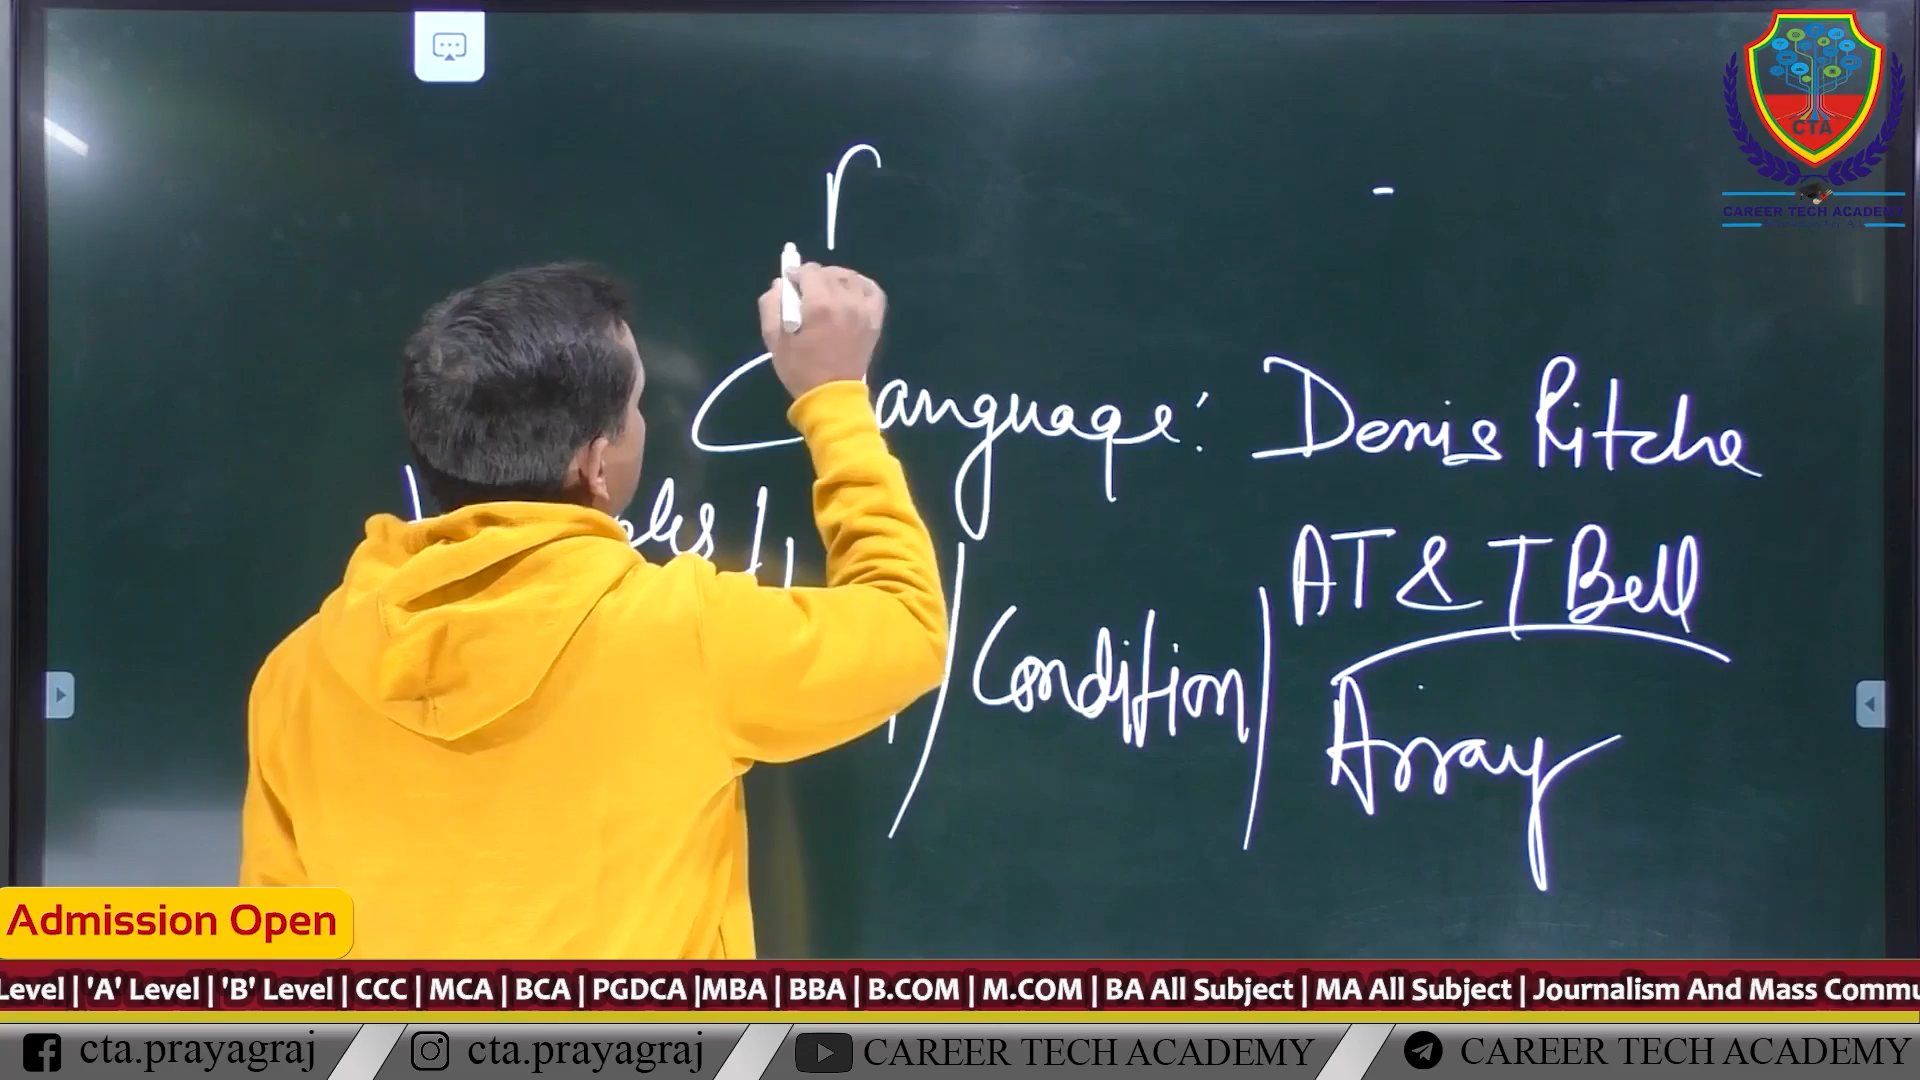 CTA
CAREER TECH ACADEMY
C Language: Denis Ritche
AT & T Bell
Condition
Array
Admission Open
Level | 'A' Level | 'B' Level | CCC | MCA | BCA | PGDCA |MBA | BBA | B.COM | M.COM | BA All Subject | MA All Subject | Journalism And Mass Commu
cta.prayagraj cta.prayagraj CAREER TECH ACADEMY CAREER TECH ACADEMY